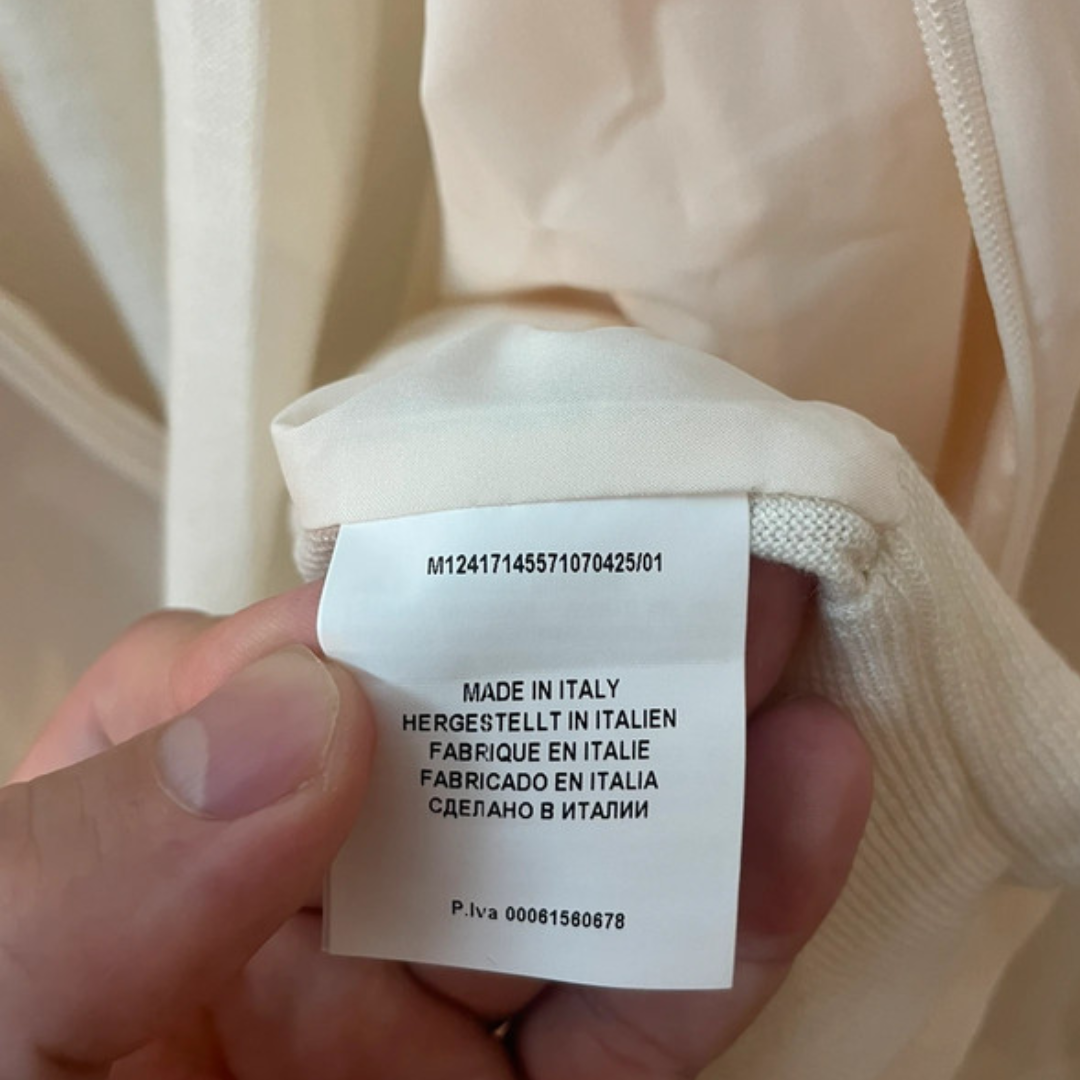 M12417145571070425/01
MADE IN ITALY
HERGESTELLT IN ITALIEN
FABRIQUE EN ITALIE
FABRICADO EN ITALIA
СДЕЛАНО В ИТАЛИИ
P.Iva 00061560678